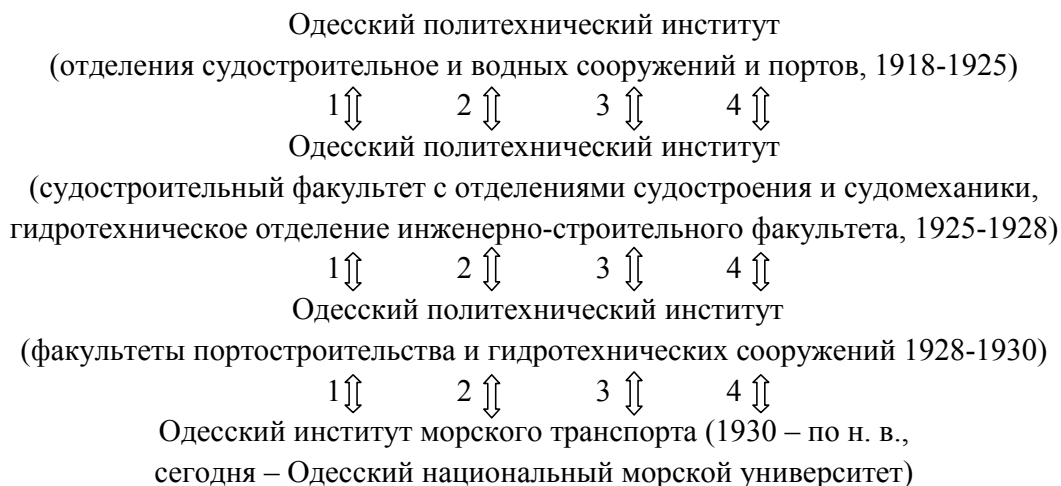 Одесский политехнический институт
(отделения судостроительное и водных сооружений и портов, 1918-1925)
1 2 3 4
Одесский политехнический институт
(судостроительный факультет с отделениями судостроения и судомеханики,
гидротехническое отделение инженерно-строительного факультета, 1925-1928)
1 2 3 4
Одесский политехнический институт
(факультеты портостроительства и гидротехнических сооружений 1928-1930)
1 2 3 4
Одесский институт морского транспорта (1930 – по н. в.,
сегодня – Одесский национальный морской университет)